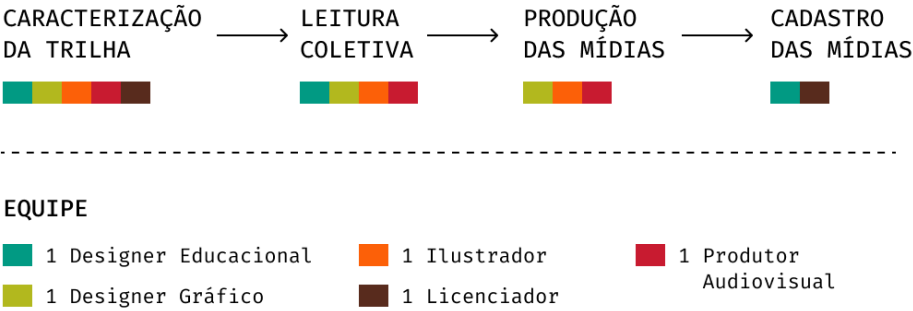 CARACTERIZAÇÃO
DA TRILHA
LEITURA
COLETIVA
PRODUÇÃO
DAS MÍDIAS
CADASTRO
DAS MÍDIAS
EQUIPE
1 Designer Educacional
1 Designer Gráfico
1 Ilustrador
1 Licenciador
1 Produtor
Audiovisual